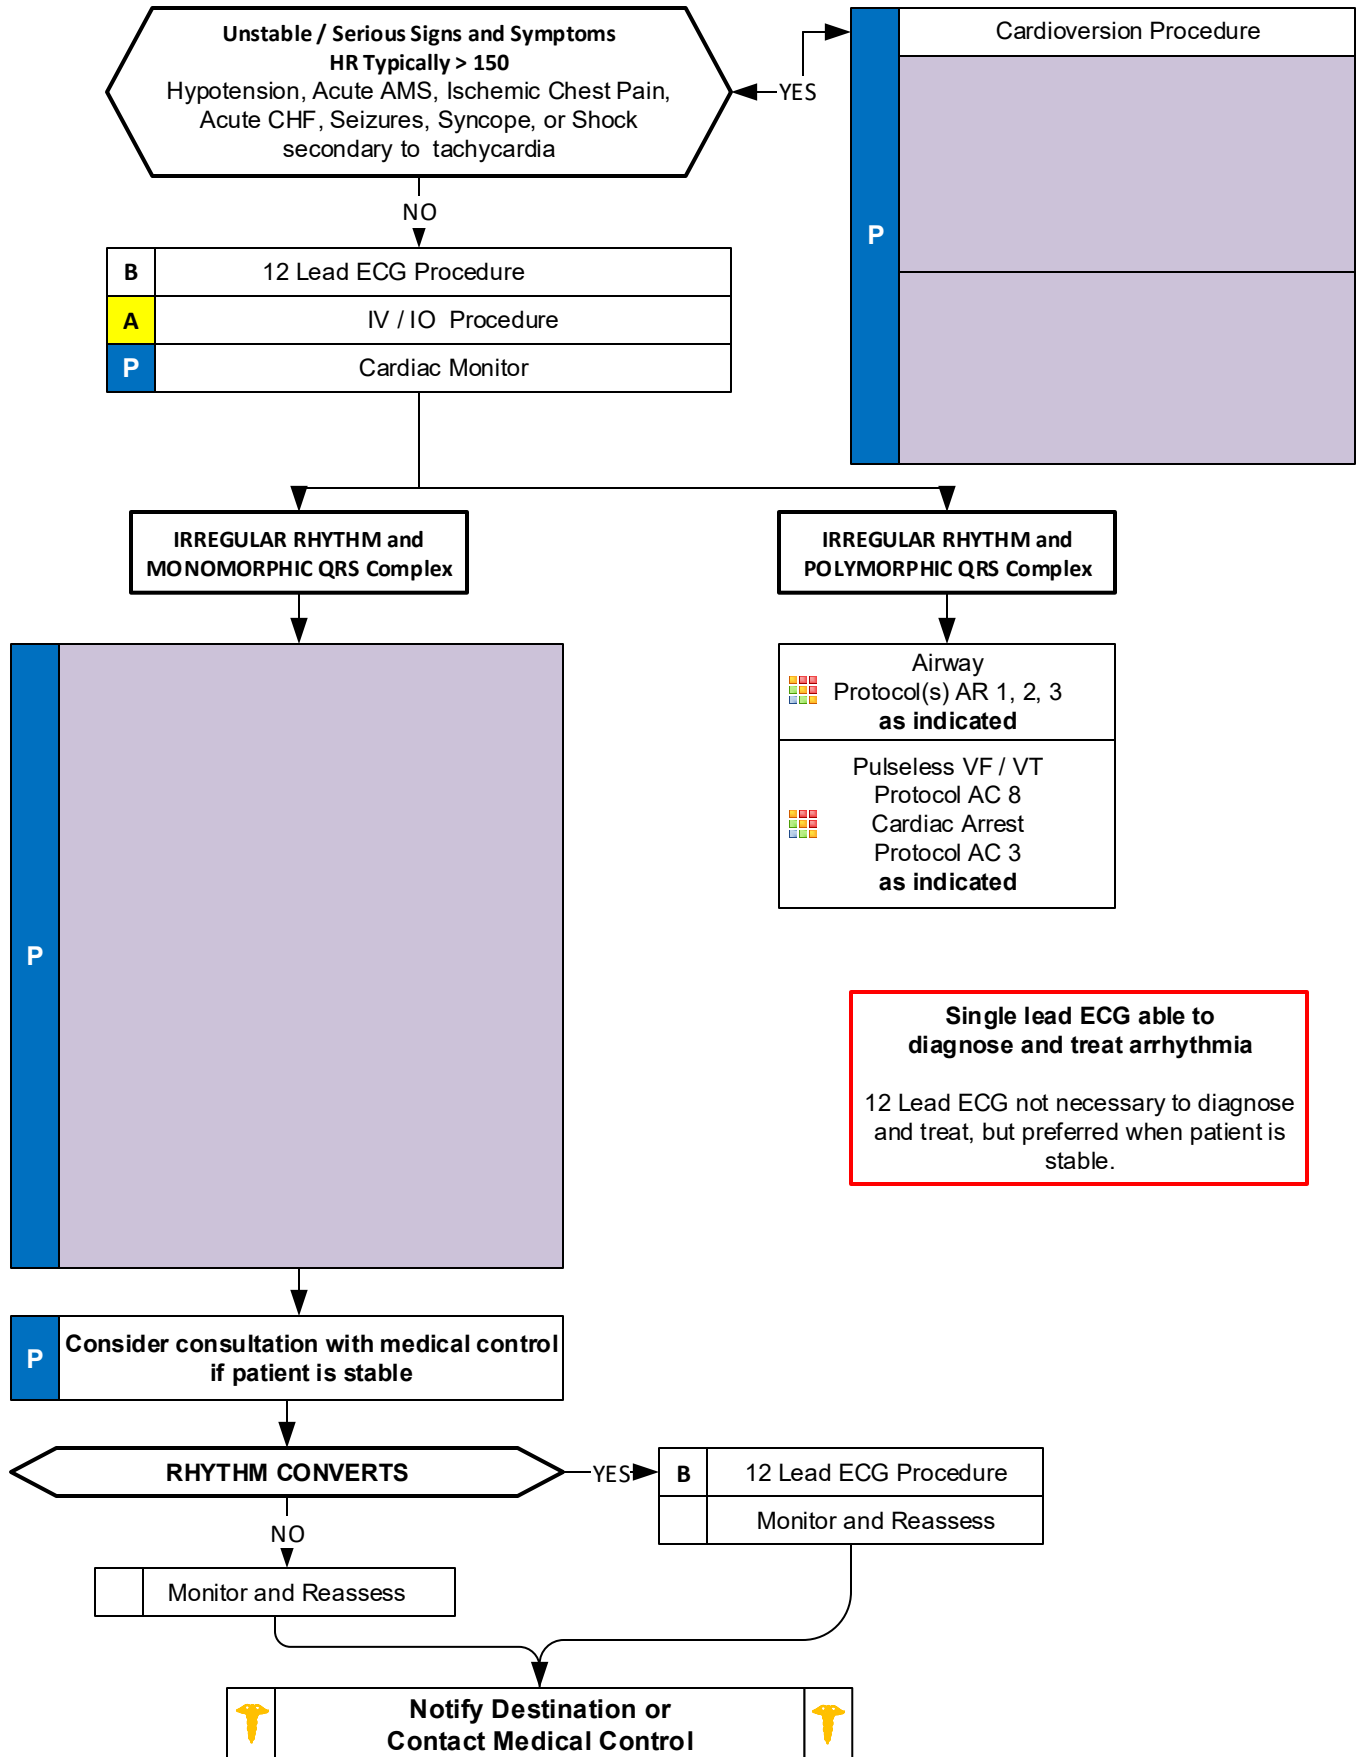 Unstable / Serious Signs and Symptoms
HR Typically > 150
Hypotension, Acute AMS, Ischemic Chest Pain,
Acute CHF, Seizures, Syncope, or Shock
secondary to tachycardia
YES
Cardioversion Procedure
P
NO
B
12 Lead ECG Procedure
A
IV / IO Procedure
P
Cardiac Monitor
IRREGULAR RHYTHM and
MONOMORPHIC QRS Complex
IRREGULAR RHYTHM and
POLYMORPHIC QRS Complex
P
Airway
Protocol(s) AR 1, 2, 3
as indicated
Pulseless VF / VT
Protocol AC 8
Cardiac Arrest
Protocol AC 3
as indicated
Single lead ECG able to
diagnose and treat arrhythmia
12 Lead ECG not necessary to diagnose
and treat, but preferred when patient is
stable.
P
Consider consultation with medical control
if patient is stable
RHYTHM CONVERTS
YES
B
12 Lead ECG Procedure
Monitor and Reassess
NO
Monitor and Reassess
Notify Destination or
Contact Medical Control